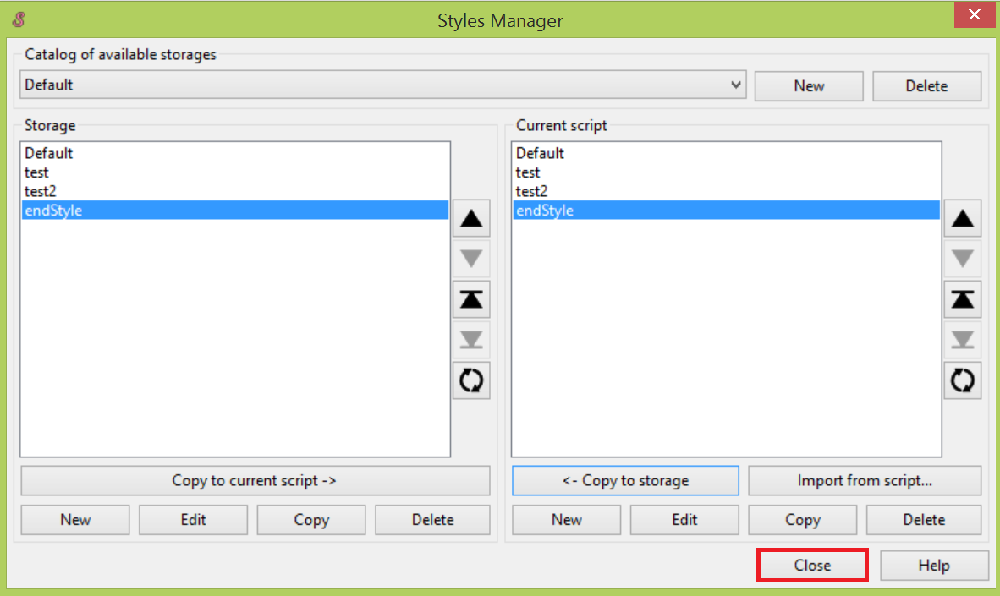 Styles Manager
Catalog of available storages
Default
New
Delete
Storage
Default
test
test2
endStyle
Copy to current script ->
New
Edit
Copy
Delete
Current script
Default
test
test2
endStyle
<- Copy to storage
Import from script...
New
Edit
Copy
Delete
Close
Help